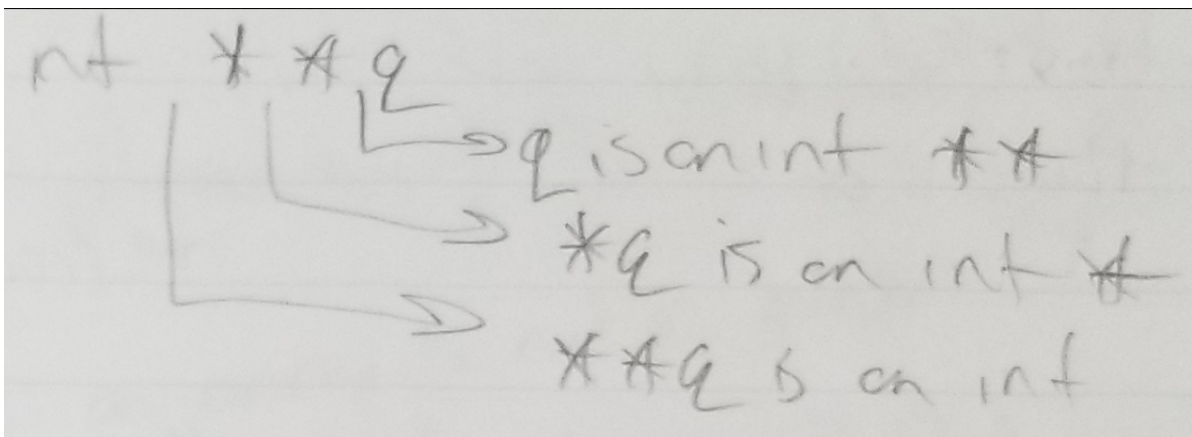 nt * * q
q is an int * *
*q is an int *
**q is an int